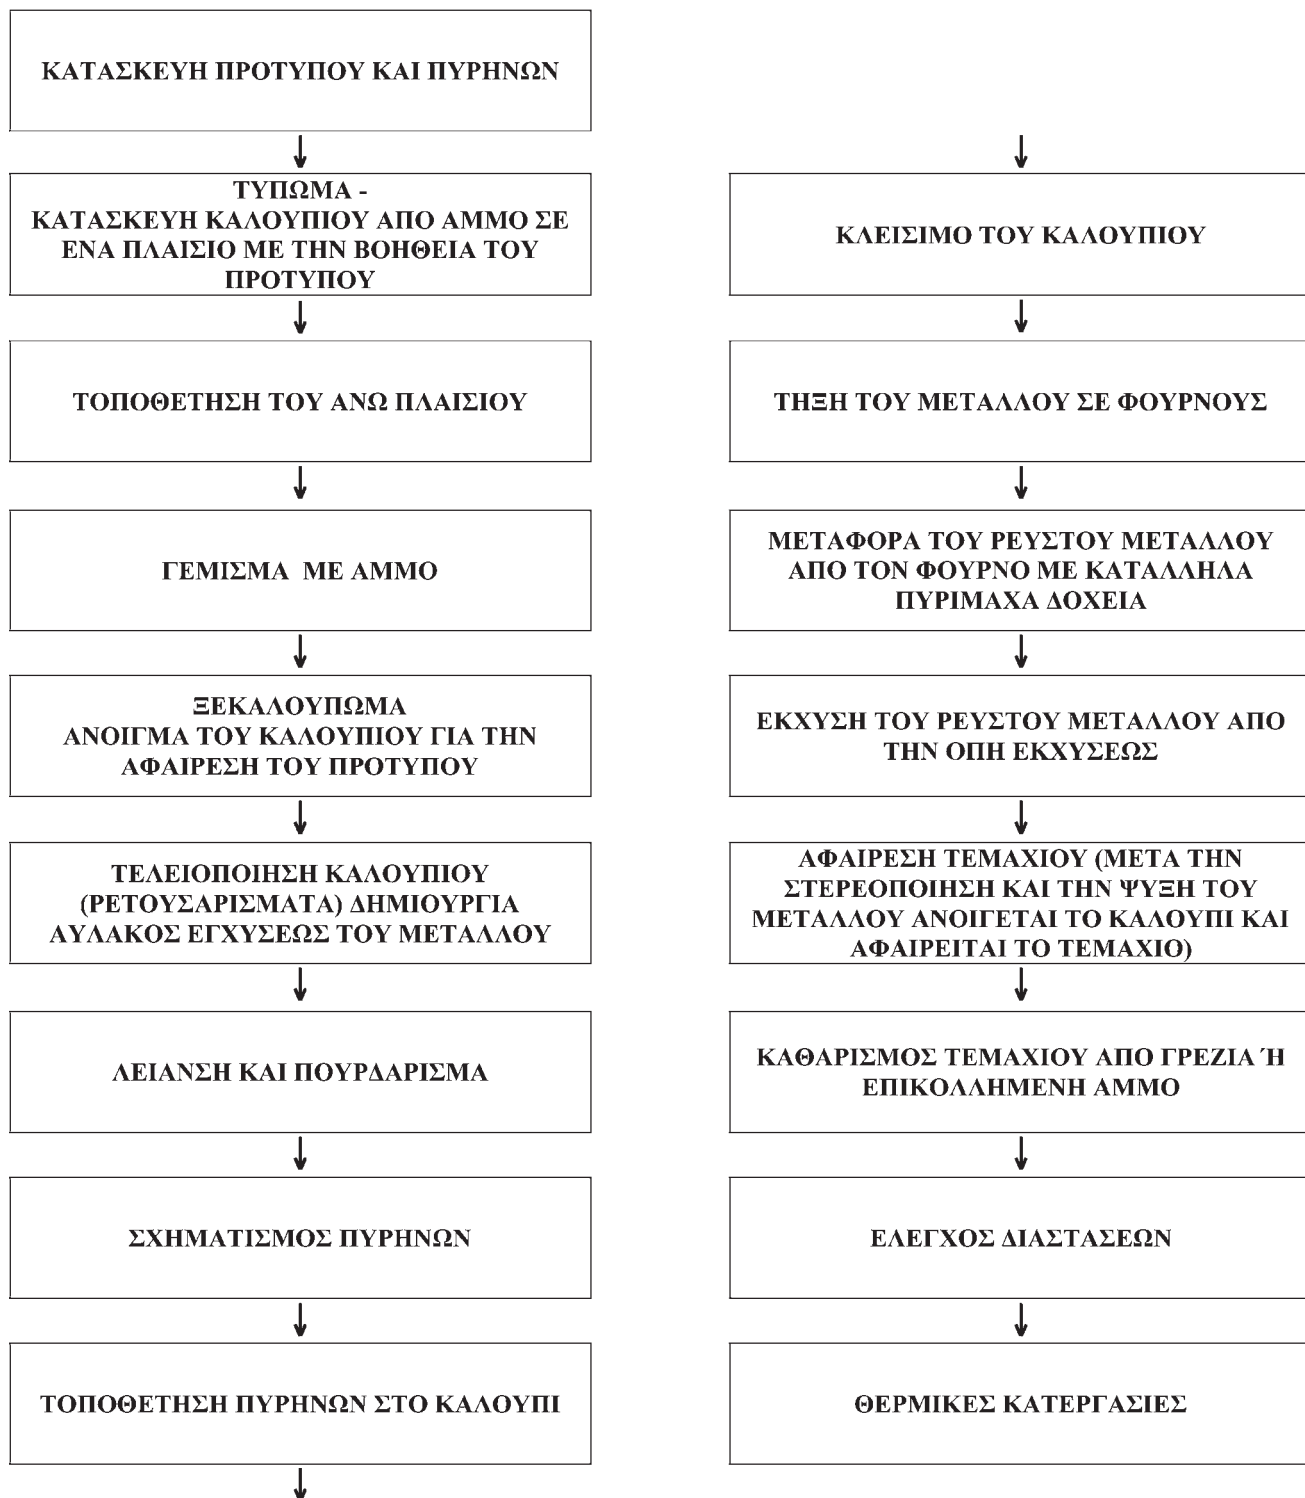 ΚΑΤΑΣΚΕΥΗ ΠΡΟΤΥΠΟΥ ΚΑΙ ΠΥΡΗΝΩΝ
ΤΥΠΩΜΑ -
ΚΑΤΑΣΚΕΥΗ ΚΑΛΟΥΠΙΟΥ ΑΠΟ ΑΜΜΟ ΣΕ
ΕΝΑ ΠΛΑΙΣΙΟ ΜΕ ΤΗΝ ΒΟΗΘΕΙΑ ΤΟΥ
ΠΡΟΤΥΠΟΥ
ΤΟΠΟΘΕΤΗΣΗ ΤΟΥ ΑΝΩ ΠΛΑΙΣΙΟΥ
ΓΕΜΙΣΜΑ ΜΕ ΑΜΜΟ
ΞΕΚΑΛΟΥΠΩΜΑ
ΑΝΟΙΓΜΑ ΤΟΥ ΚΑΛΟΥΠΙΟΥ ΓΙΑ ΤΗΝ
ΑΦΑΙΡΕΣΗ ΤΟΥ ΠΡΟΤΥΠΟΥ
ΤΕΛΕΙΟΠΟΙΗΣΗ ΚΑΛΟΥΠΙΟΥ
(ΡΕΤΟΥΣΑΡΙΣΜΑΤΑ) ΔΗΜΙΟΥΡΓΙΑ
ΑΥΛΑΚΟΣ ΕΓΧΥΣΕΩΣ ΤΟΥ ΜΕΤΑΛΛΟΥ
ΛΕΙΑΝΣΗ ΚΑΙ ΠΟΥΡΔΑΡΙΣΜΑ
ΣΧΗΜΑΤΙΣΜΟΣ ΠΥΡΗΝΩΝ
ΤΟΠΟΘΕΤΗΣΗ ΠΥΡΗΝΩΝ ΣΤΟ ΚΑΛΟΥΠΙ
ΚΛΕΙΣΙΜΟ ΤΟΥ ΚΑΛΟΥΠΙΟΥ
ΤΗΞΗ ΤΟΥ ΜΕΤΑΛΛΟΥ ΣΕ ΦΟΥΡΝΟΥΣ
ΜΕΤΑΦΟΡΑ ΤΟΥ ΡΕΥΣΤΟΥ ΜΕΤΑΛΛΟΥ
ΑΠΟ ΤΟΝ ΦΟΥΡΝΟ ΜΕ ΚΑΤΑΛΛΗΛΑ
ΠΥΡΙΜΑΧΑ ΔΟΧΕΙΑ
ΕΚΧΥΣΗ ΤΟΥ ΡΕΥΣΤΟΥ ΜΕΤΑΛΛΟΥ ΑΠΟ
ΤΗΝ ΟΠΗ ΕΚΧΥΣΕΩΣ
ΑΦΑΙΡΕΣΗ ΤΕΜΑΧΙΟΥ (ΜΕΤΑ ΤΗΝ
ΣΤΕΡΕΟΠΟΙΗΣΗ ΚΑΙ ΤΗΝ ΨΥΞΗ ΤΟΥ
ΜΕΤΑΛΛΟΥ ΑΝΟΙΓΕΤΑΙ ΤΟ ΚΑΛΟΥΠΙ ΚΑΙ
ΑΦΑΙΡΕΙΤΑΙ ΤΟ ΤΕΜΑΧΙΟ)
ΚΑΘΑΡΙΣΜΟΣ ΤΕΜΑΧΙΟΥ ΑΠΟ ΓΡΕΖΙΑ Ή
ΕΠΙΚΟΛΛΗΜΕΝΗ ΑΜΜΟ
ΕΛΕΓΧΟΣ ΔΙΑΣΤΑΣΕΩΝ
ΘΕΡΜΙΚΕΣ ΚΑΤΕΡΓΑΣΙΕΣ